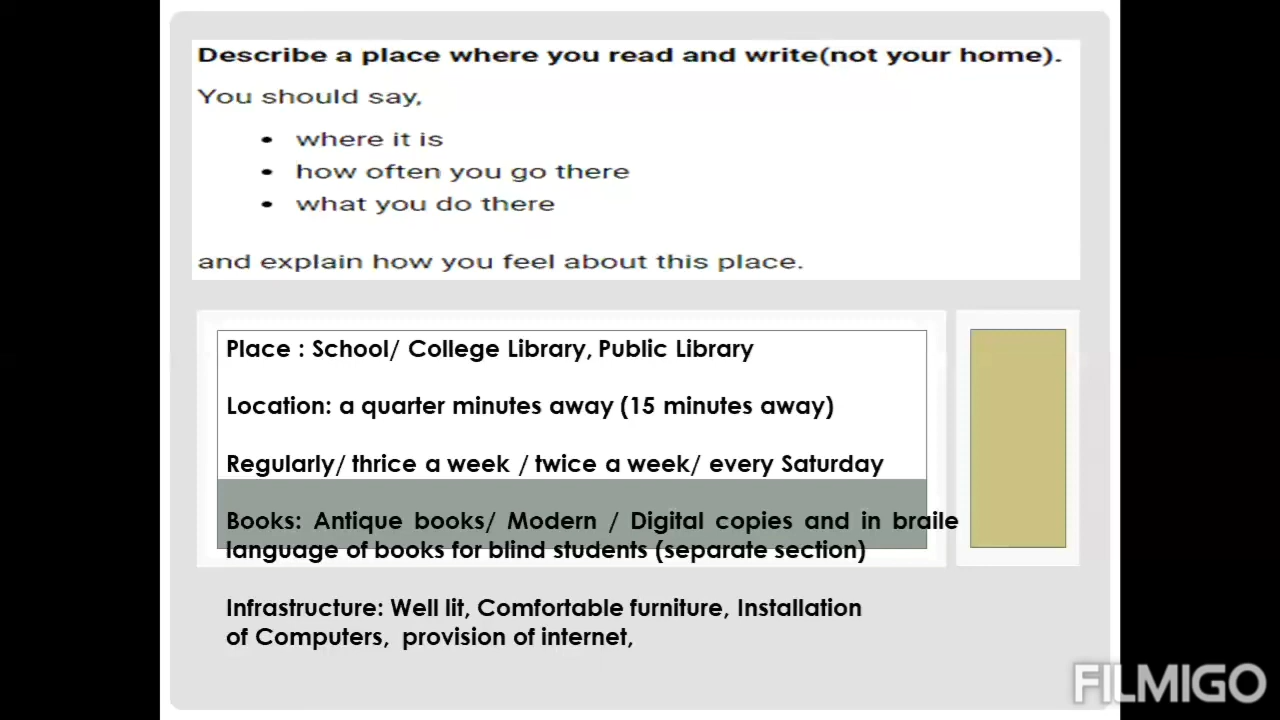 Describe a place where you read and write(not your home).
You should say,
• where it is
• how often you go there
• what you do there
and explain how you feel about this place.
Place : School/ College Library, Public Library
Location: a quarter minutes away (15 minutes away)
Regularly/ thrice a week / twice a week/ every Saturday
Books: Antique books/ Modern / Digital copies and in braile
language of books for blind students (separate section)
Infrastructure: Well lit, Comfortable furniture, Installation
of Computers, provision of internet,
FILMIGO